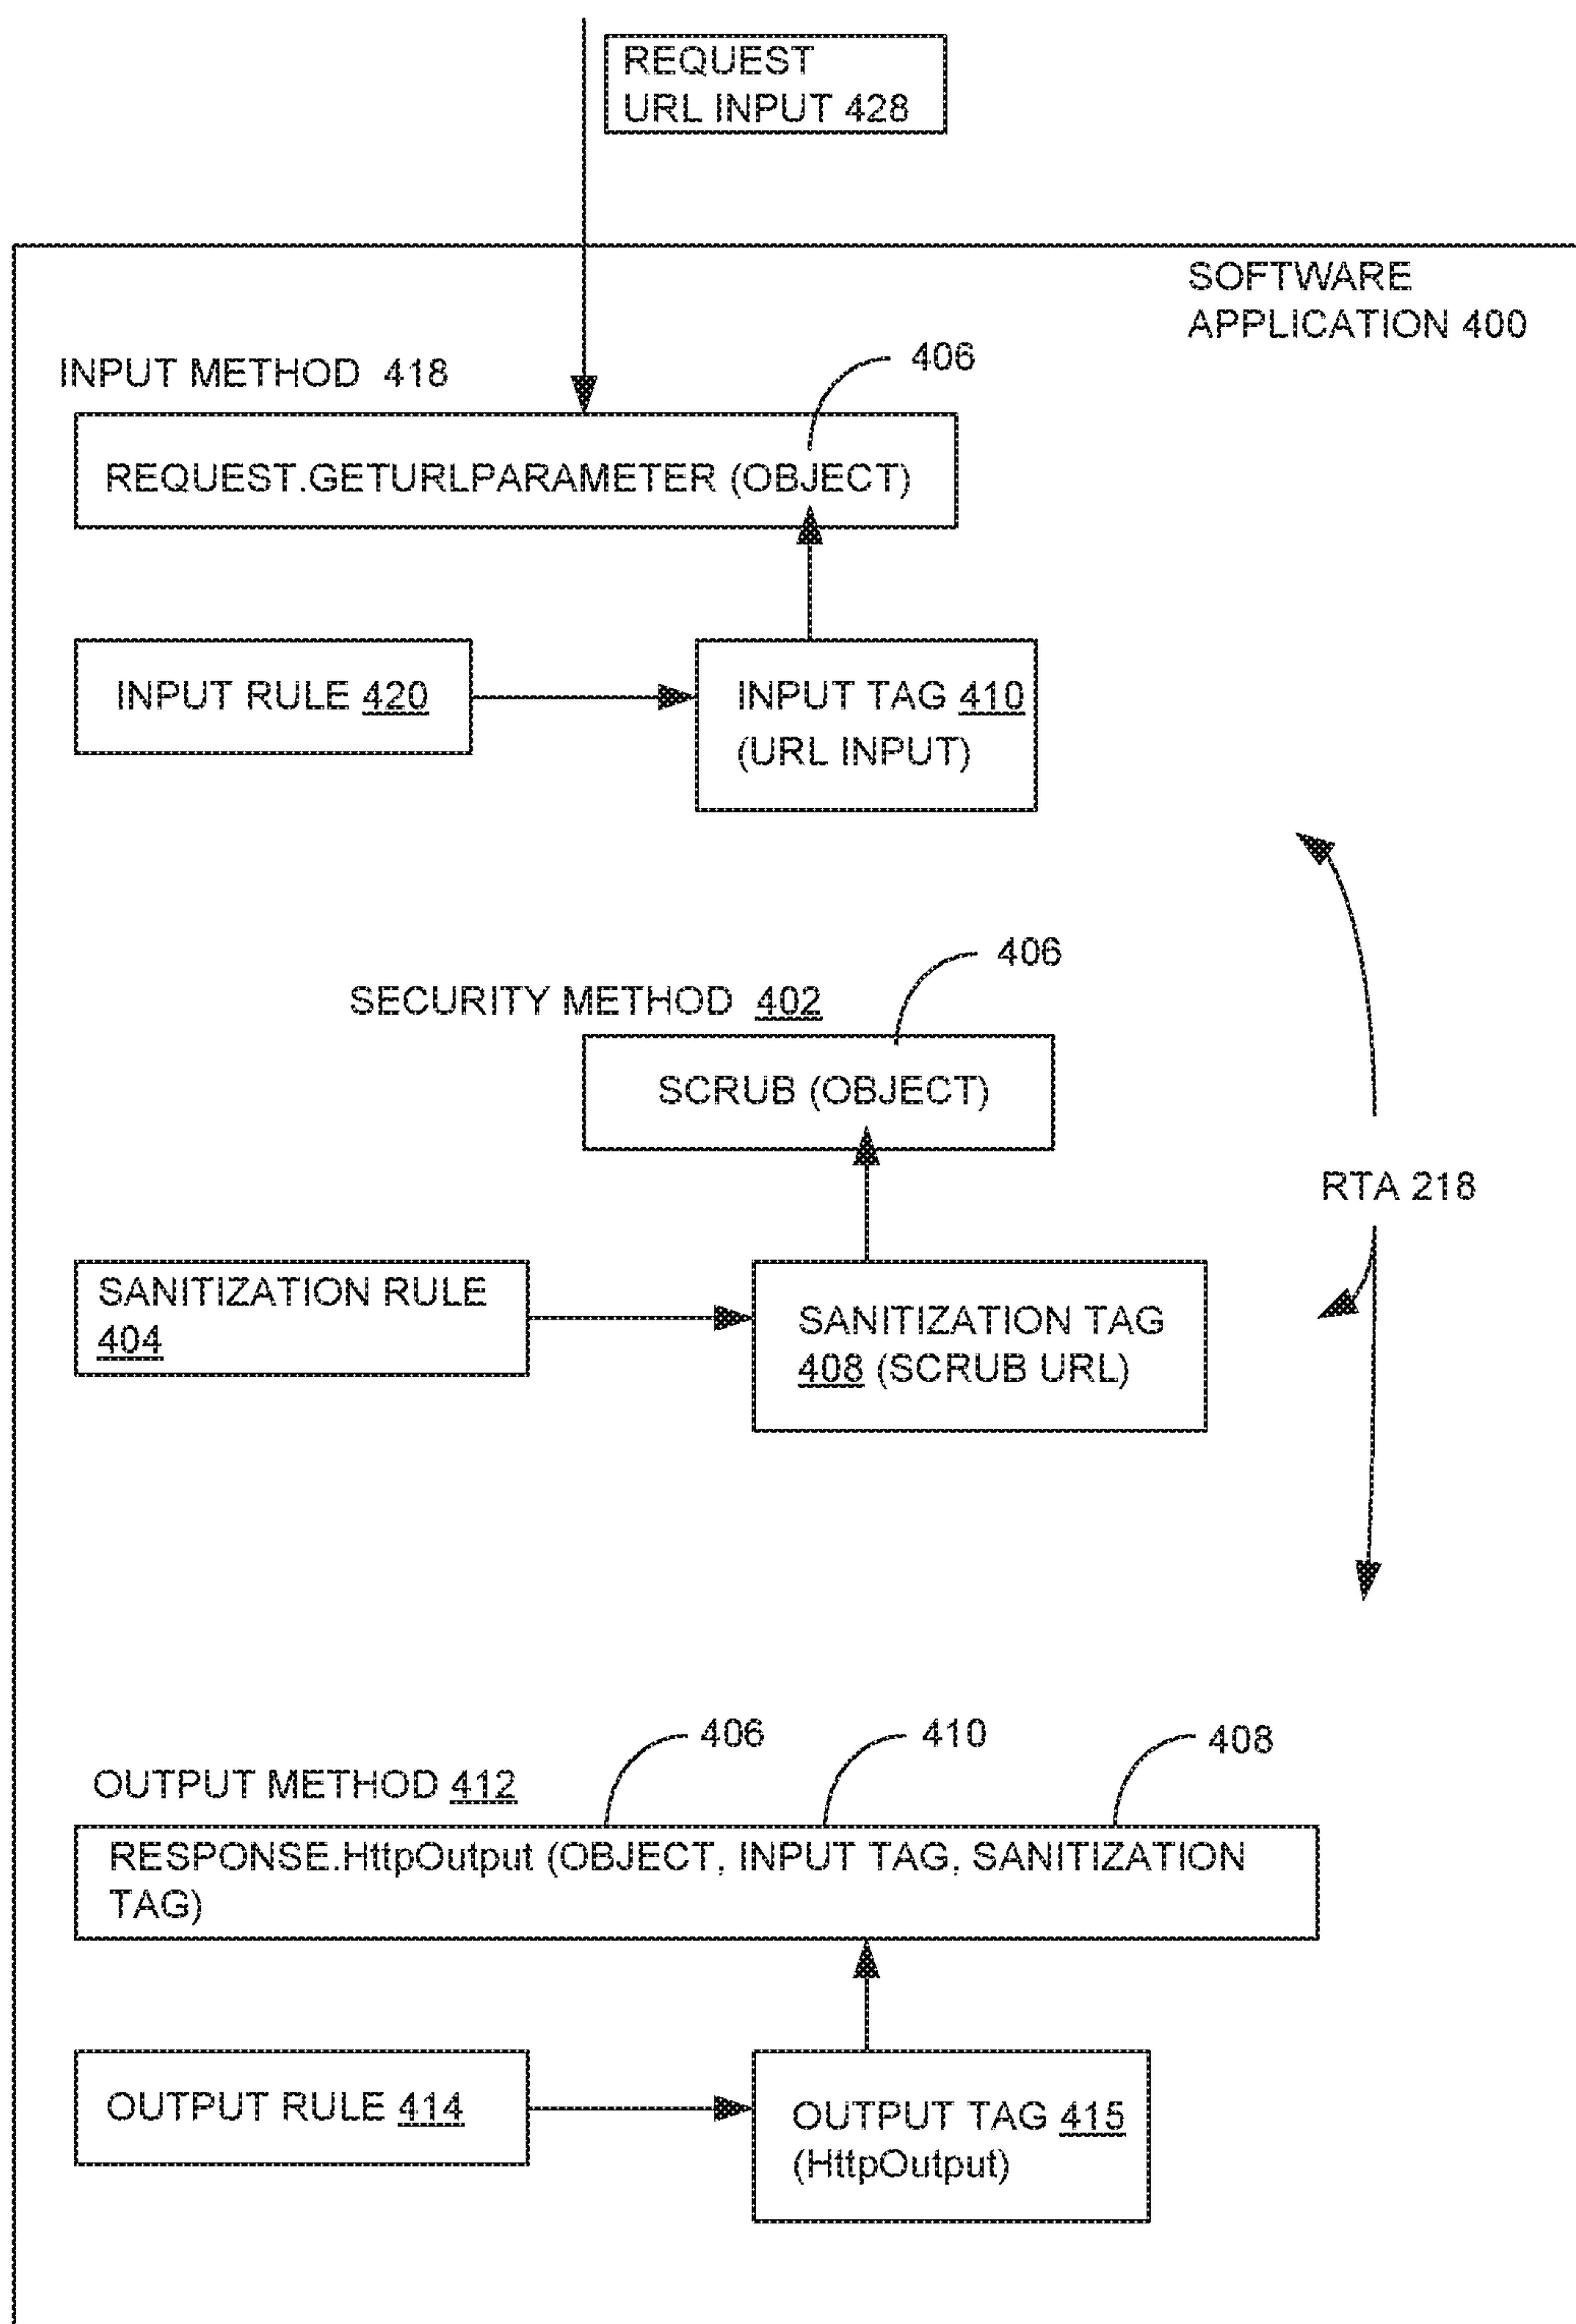 REQUEST
URL INPUT 428
SOFTWARE
APPLICATION 400
406
INPUT METHOD 418
REQUEST.GETURLPARAMETER (OBJECT)
INPUT RULE 420
INPUT TAG 410
(URL INPUT)
406
SECURITY METHOD 402
SCRUB (OBJECT)
RTA 218
SANITIZATION RULE
404
SANITIZATION TAG
408 (SCRUB URL)
406
410
408
OUTPUT METHOD 412
RESPONSE.HttpOutput (OBJECT, INPUT TAG, SANITIZATION
TAG)
OUTPUT RULE 414
OUTPUT TAG 415
(HttpOutput)